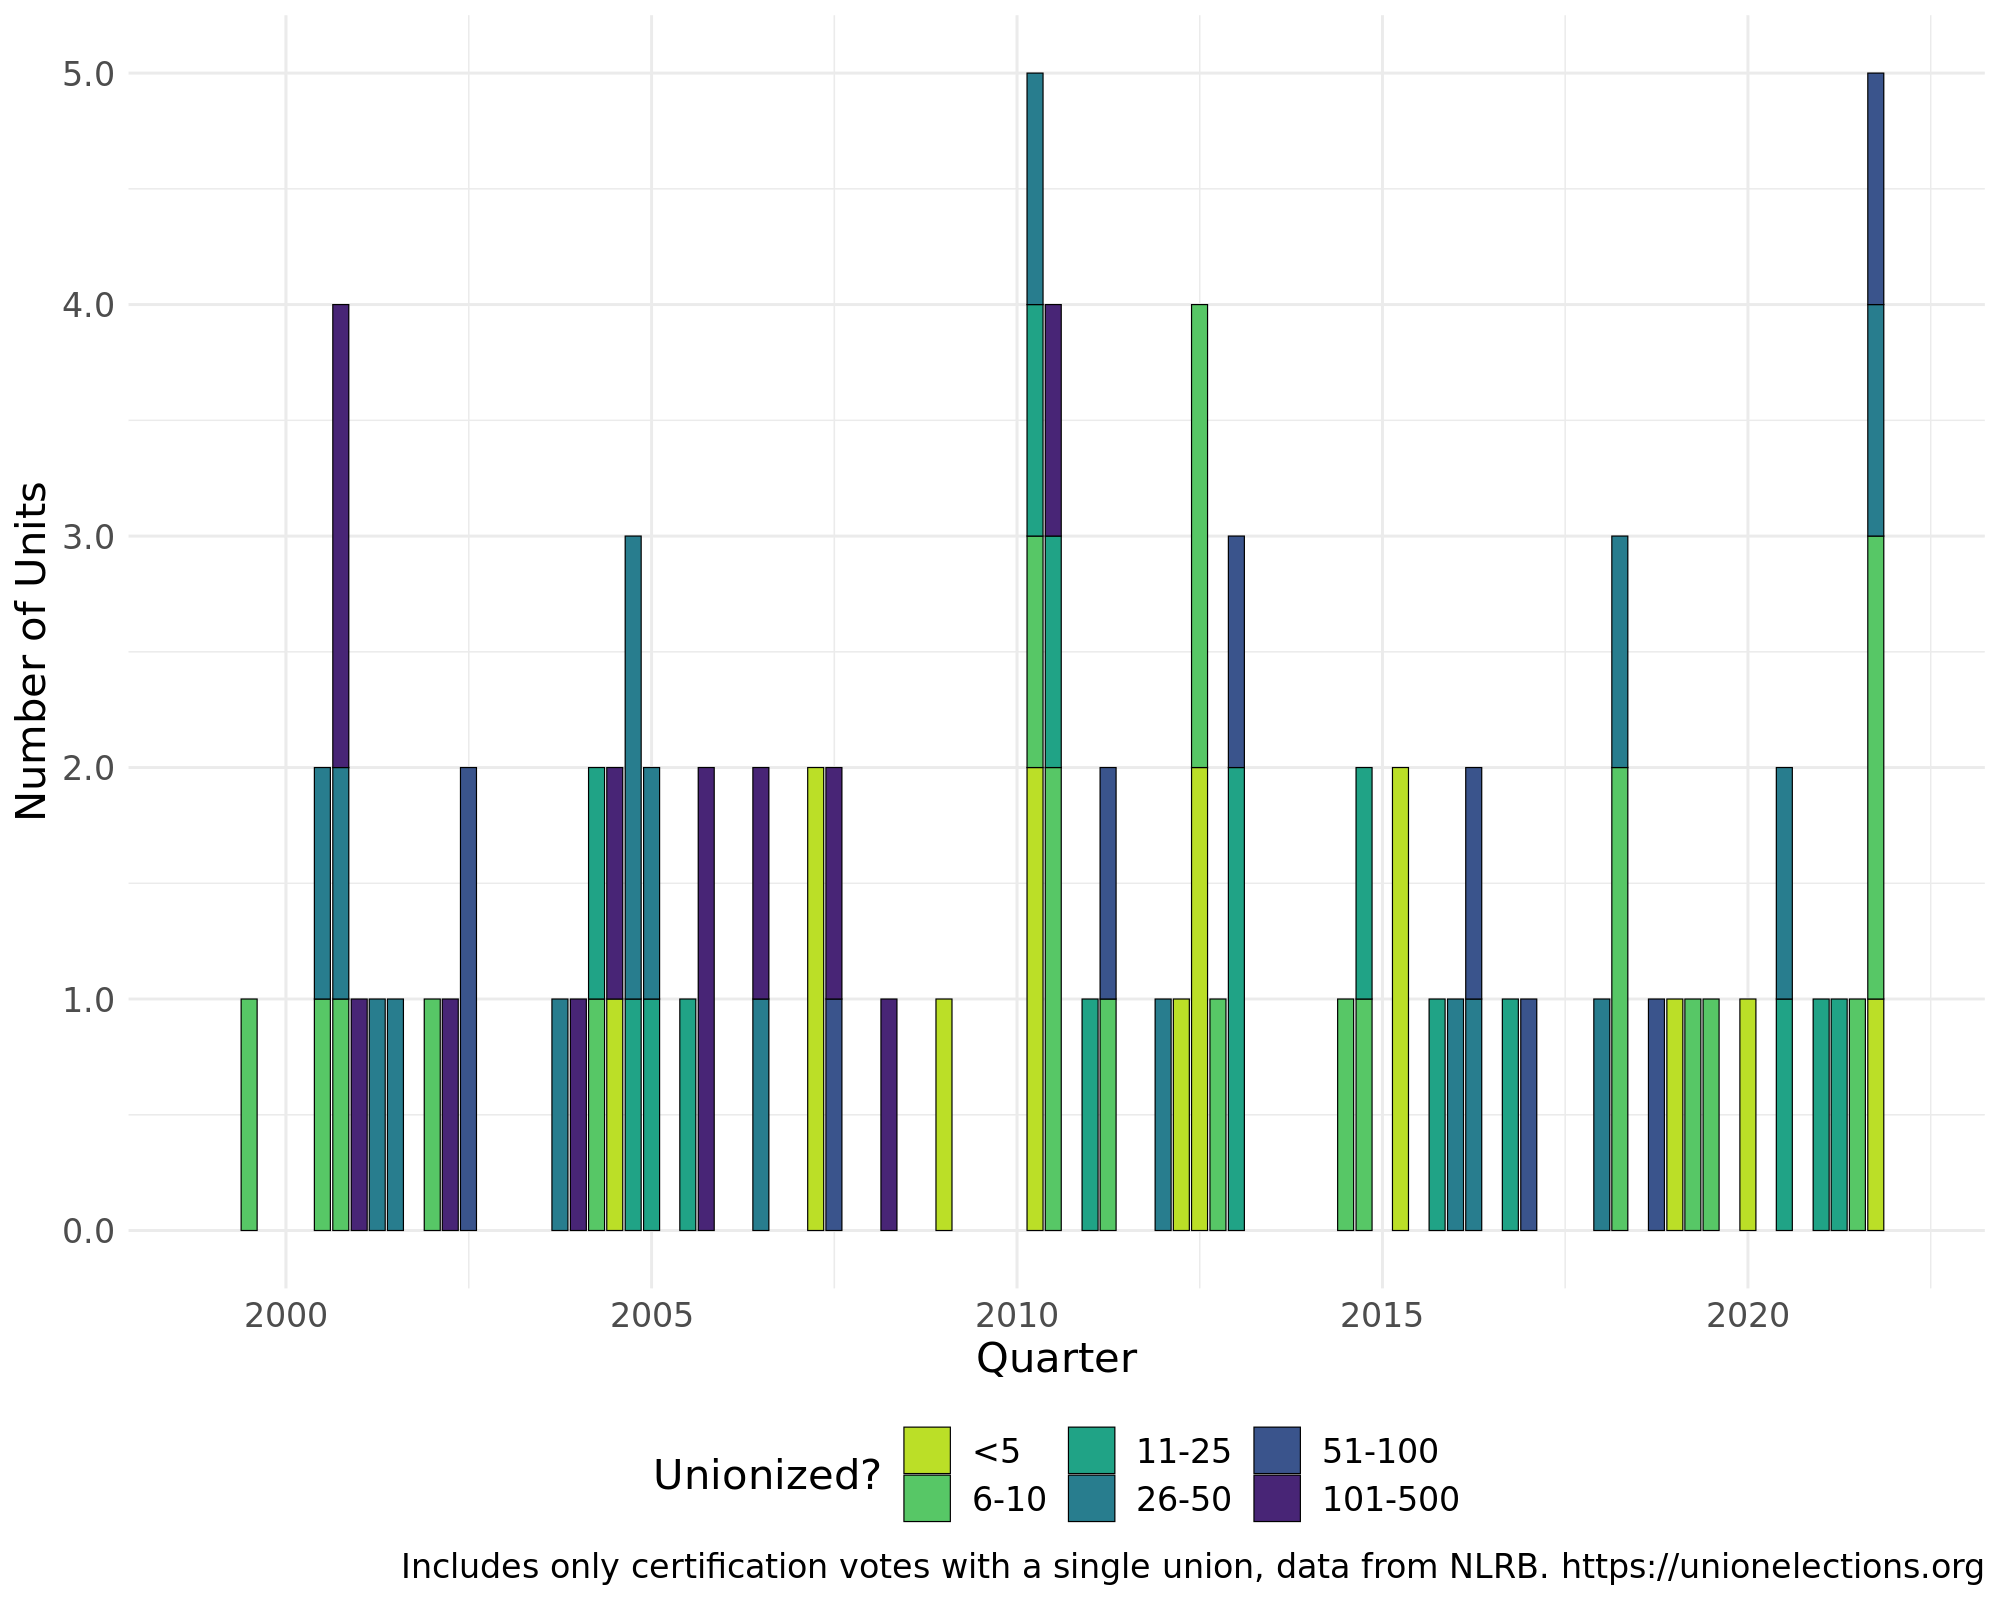 5.0
4.0
3.0
2.0
1.0
0.0
Number of Units
2000 2005 2010 2015 2020
Quarter
Unionized?
<5 11-25 51-100
6-10 26-50 101-500
Includes only certification votes with a single union, data from NLRB. https://unionelections.org